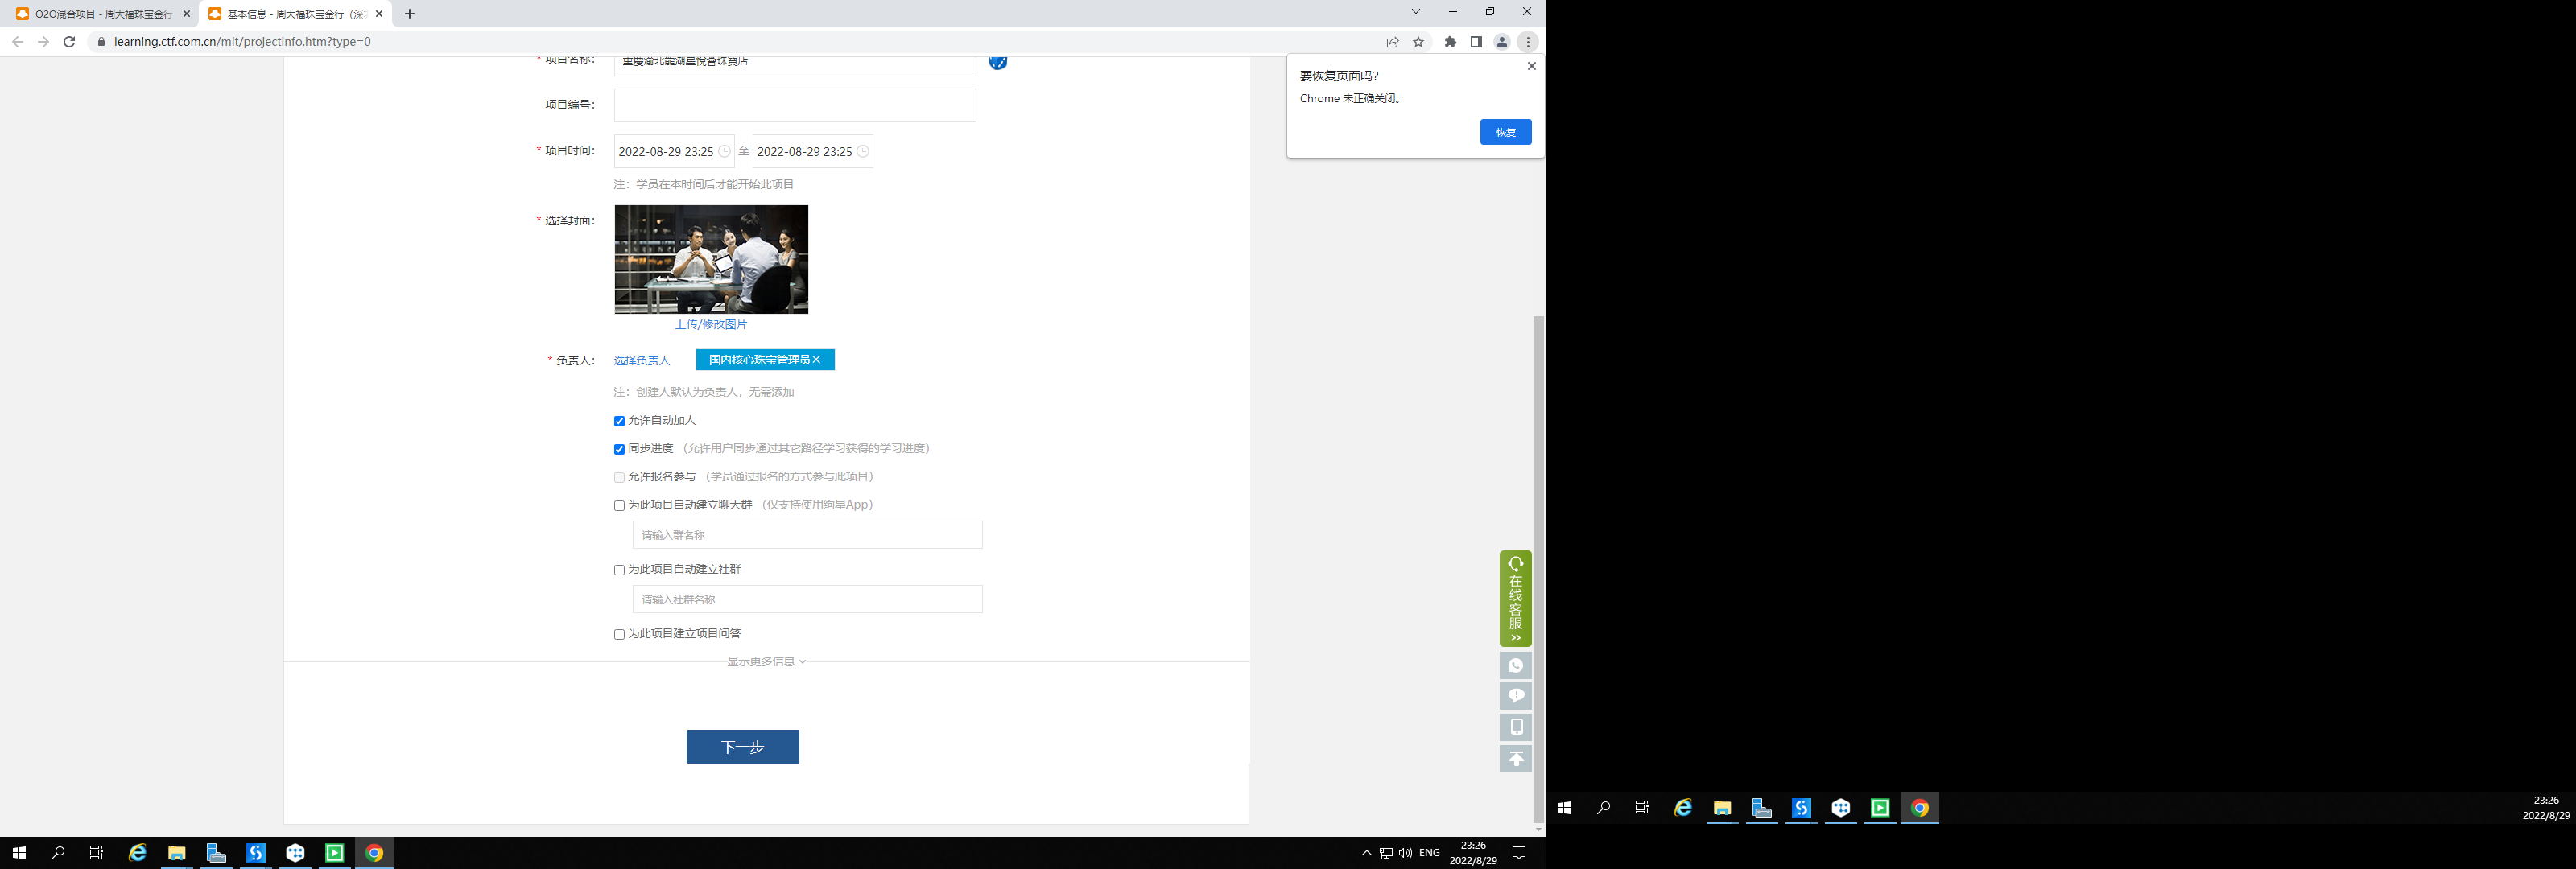 O2O混合项目 - 周大福珠宝金行
基本信息 - 周大福珠宝金行（深圳
learning.ctf.com.cn/mit/projectinfo.htm?type=0
要恢复页面吗?
Chrome 未正确关闭。
恢复
* 项目名称:
重慶渝北龍湖星悅薈珠寶店
项目编号:
* 项目时间:
2022-08-29 23:25 至 2022-08-29 23:25
注：学员在本时间后才能开始此项目
* 选择封面:
上传/修改图片
* 负责人: 选择负责人 国内核心珠宝管理员
注：创建人默认为负责人，无需添加
允许自动加人
同步进度 （允许用户同步通过其它路径学习获得的学习进度）
允许报名参与 （学员通过报名的方式参与此项目）
为此项目自动建立聊天群 （仅支持使用绚星App）
请输入群名称
为此项目自动建立社群
请输入社群名称
为此项目建立项目问答
显示更多信息
下一步
在线客服
ENG
23:26
2022/8/29
23:26
2022/8/29